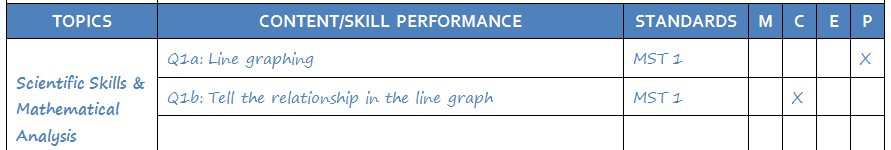 TOPICS CONTENT/SKILL PERFORMANCE STANDARDS M C E P
Q1a: Line graphing MST 1 X
Scientific Skills &
Mathematical
Analysis
Q1b: Tell the relationship in the line graph MST 1 X